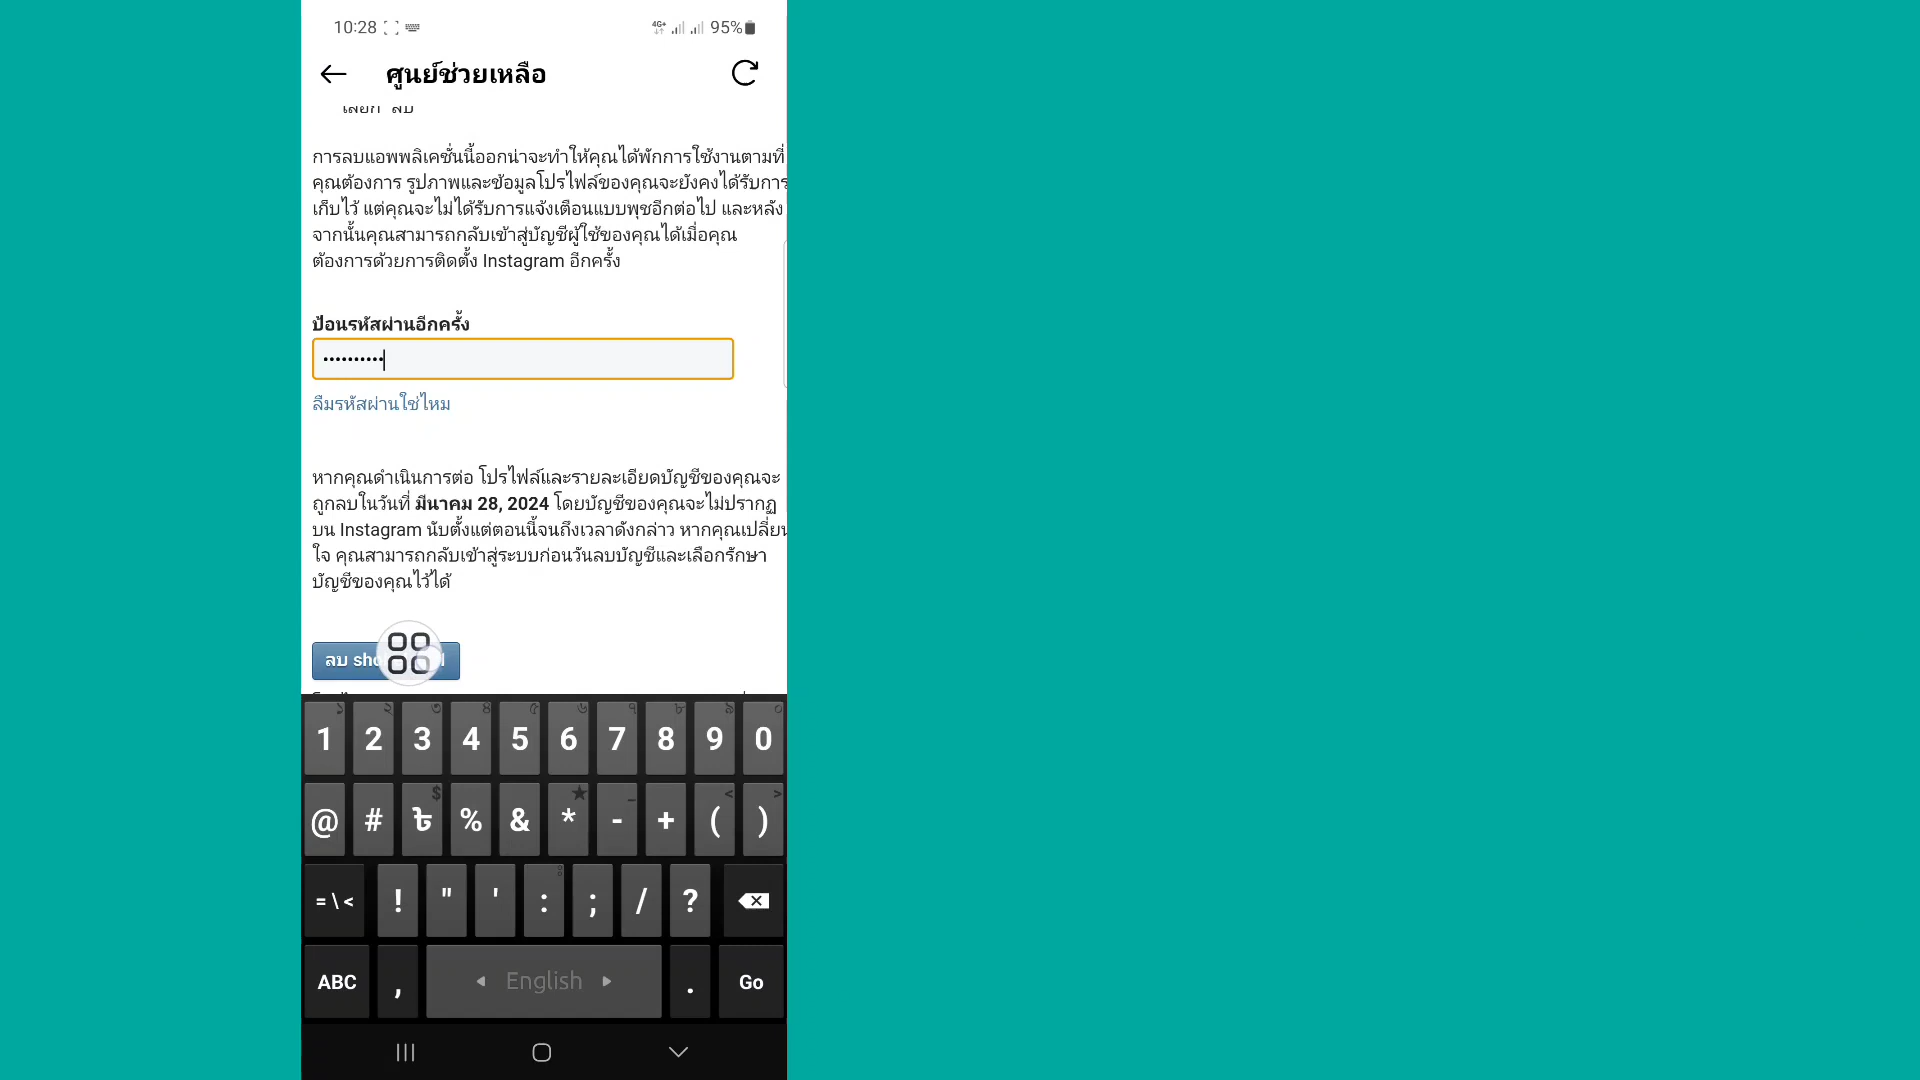 10:28 4G+ 95%
ศูนย์ช่วยเหลือ
เลือก ลบ
การลบแอพพลิเคชั่นนี้ออกน่าจะทำให้คุณได้พักการใช้งานตามที่
คุณต้องการ รูปภาพและข้อมูลโปรไฟล์ของคุณจะยังคงได้รับการ
เก็บไว้ แต่คุณจะไม่ได้รับการแจ้งเตือนแบบพุชอีกต่อไป และหลัง
จากนั้นคุณสามารถกลับเข้าสู่บัญชีผู้ใช้ของคุณได้เมื่อคุณ
ต้องการด้วยการติดตั้ง Instagram อีกครั้ง
ป้อนรหัสผ่านอีกครั้ง
••••••••••
ลืมรหัสผ่านใช่ไหม
หากคุณดำเนินการต่อ โปรไฟล์และรายละเอียดบัญชีของคุณจะ
ถูกลบในวันที่ มีนาคม 28, 2024 โดยบัญชีของคุณจะไม่ปรากฏ
บน Instagram นับตั้งแต่ตอนนี้จนถึงเวลาดังกล่าว หากคุณเปลี่ยน
ใจ คุณสามารถกลับเข้าสู่ระบบก่อนวันลบบัญชีและเลือกรักษา
บัญชีของคุณไว้ได้
ลบ
1 2 3 4 5 6 7 8 9 0
@ # ৳ % & * - + ( )
= \ < ! " ' : ; / ?
ABC , English . Go